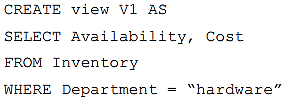 CREATE view V1 AS
SELECT Availability, Cost
FROM Inventory
WHERE Department = “hardware”